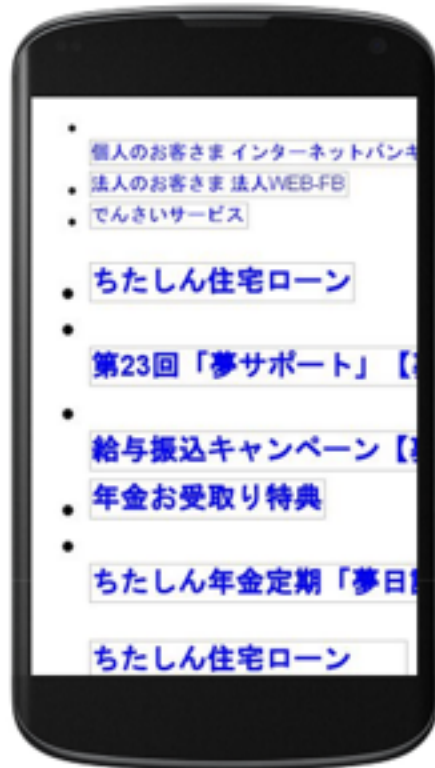 個人のお客さま インターネットバンキ
法人のお客さま 法人WEB-FB
でんさいサービス
ちたしん住宅ローン
第23回「夢サポート」【
給与振込キャンペーン【
年金お受取り特典
ちたしん年金定期「夢日
ちたしん住宅ローン